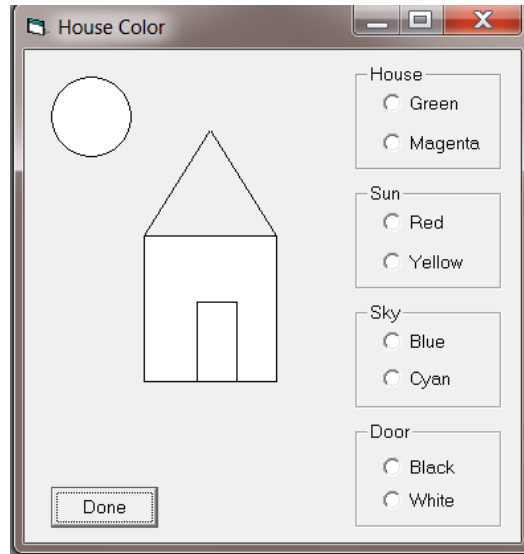 House Color
House
Green
Magenta
Sun
Red
Yellow
Sky
Blue
Cyan
Door
Black
White
Done